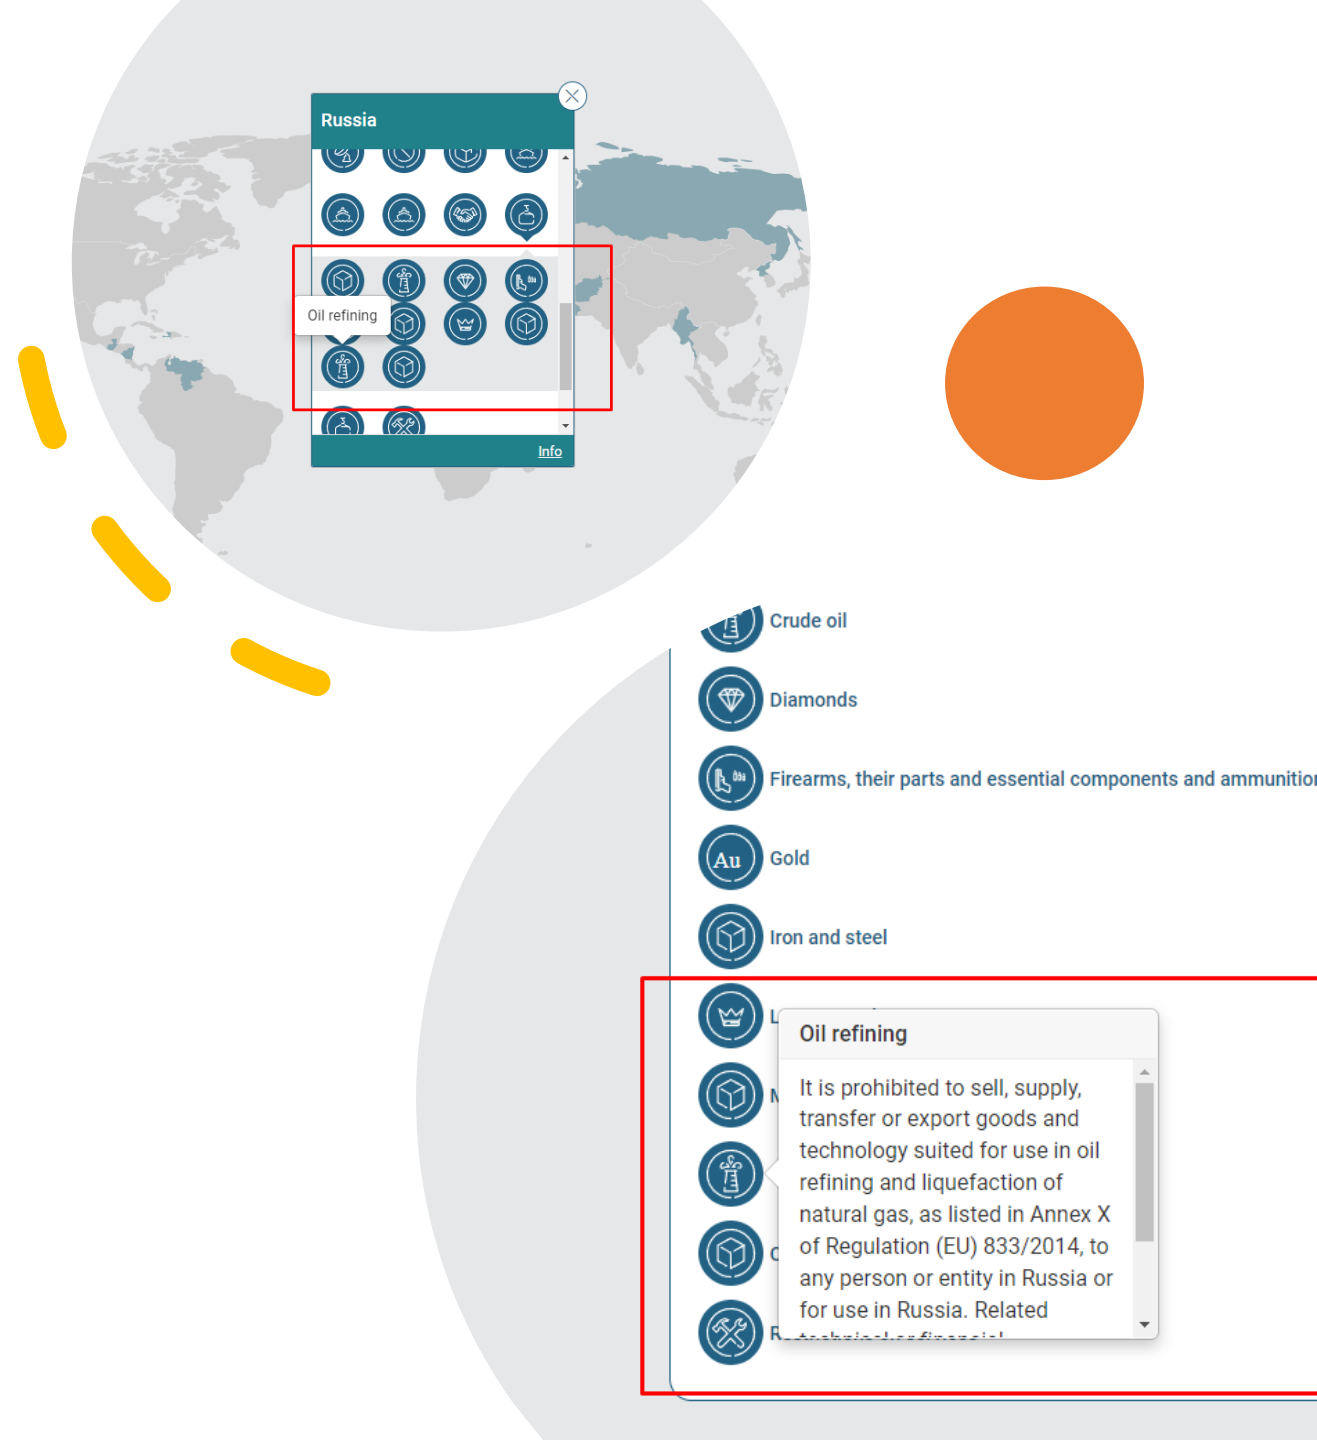 Russia
Oil refining
Info
Crude oil
Diamonds
Firearms, their parts and essential components and ammunition
Au
Gold
Iron and steel
Oil refining
It is prohibited to sell, supply,
transfer or export goods and
technology suited for use in oil
refining and liquefaction of
natural gas, as listed in Annex X
of Regulation (EU) 833/2014, to
any person or entity in Russia or
for use in Russia. Related